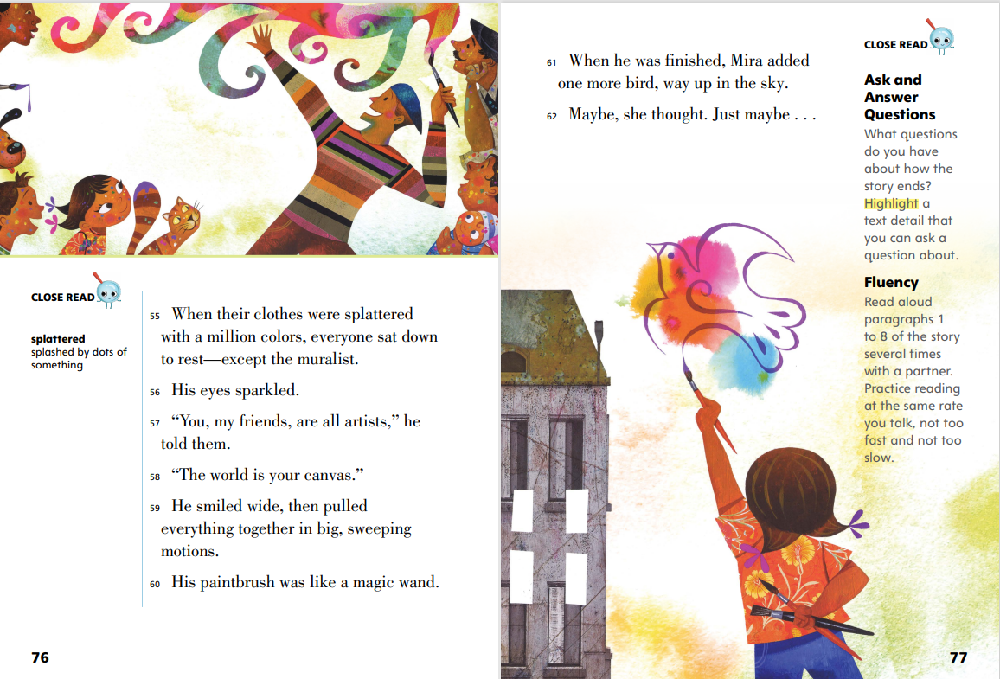 CLOSE READ
splattered
splashed by dots of
something
55 When their clothes were splattered
with a million colors, everyone sat down
to rest—except the muralist.
56 His eyes sparkled.
57 “You, my friends, are all artists,” he
told them.
58 “The world is your canvas.”
59 He smiled wide, then pulled
everything together in big, sweeping
motions.
60 His paintbrush was like a magic wand.
76
61 When he was finished, Mira added
one more bird, way up in the sky.
62 Maybe, she thought. Just maybe . . .
CLOSE READ
Ask and
Answer
Questions
What questions
do you have
about how the
story ends?
Highlight a
text detail that
you can ask a
question about.
Fluency
Read aloud
paragraphs 1
to 8 of the story
several times
with a partner.
Practice reading
at the same rate
you talk, not too
fast and not too
slow.
77